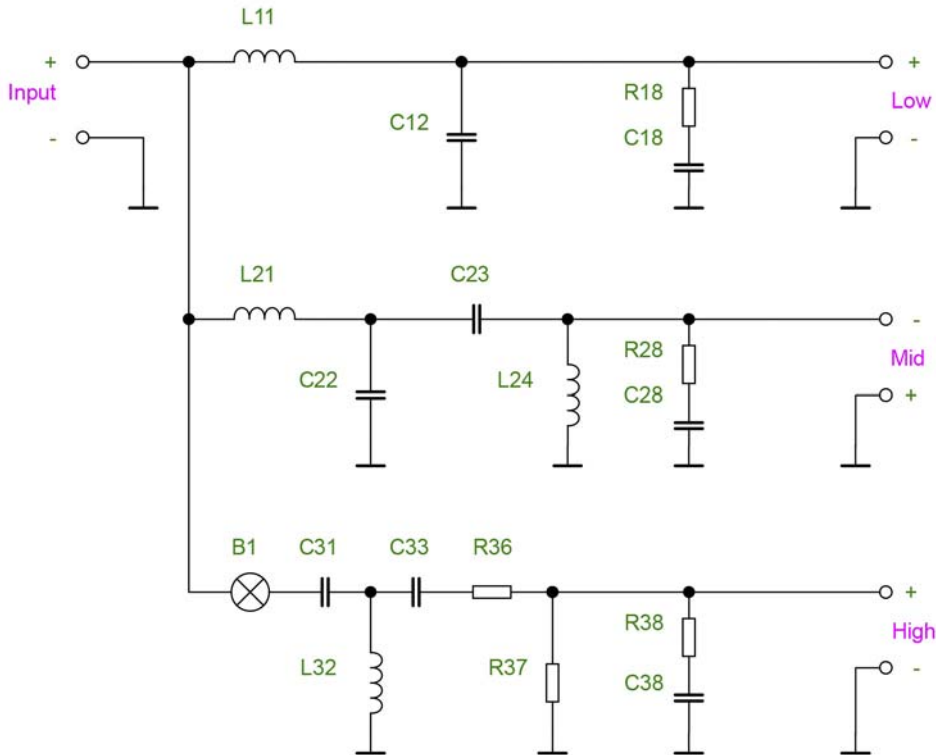 L11
+ R18 +
Input Low
C12
- C18 -
L21 C23
-
R28 Mid
C22 L24
C28 +
B1 C31 C33 R36
+
R38 High
L32 R37
C38 -